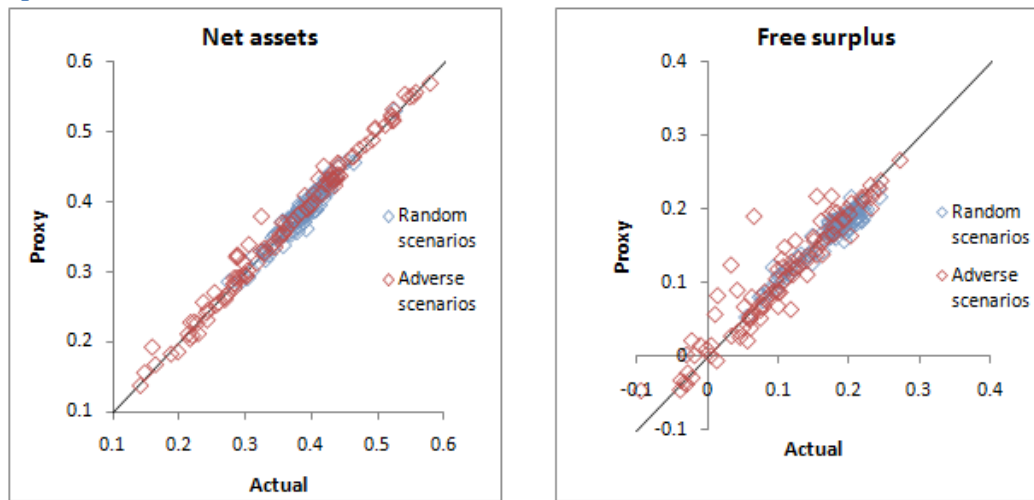 Net assets
0.6
0.5
0.4
0.3
0.2
0.1
0.1 0.2 0.3 0.4 0.5 0.6
Proxy
Actual
Random
scenarios
Adverse
scenarios
Free surplus
0.4
0.3
0.2
0.1
0
-0.1
-0.1 0 0.1 0.2 0.3 0.4
Proxy
Actual
Random
scenarios
Adverse
scenarios